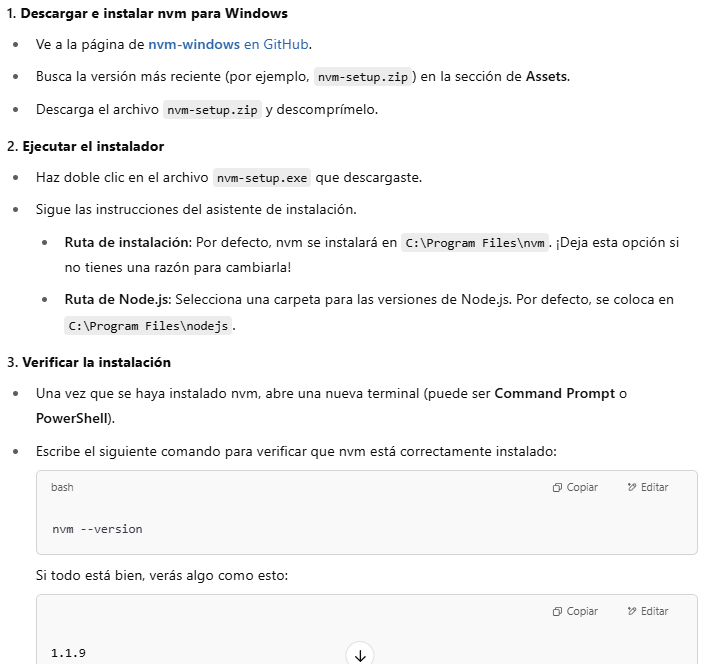 1. Descargar e instalar nvm para Windows
• Ve a la página de nvm-windows en GitHub.
• Busca la versión más reciente (por ejemplo, nvm-setup.zip) en la sección de Assets.
• Descarga el archivo nvm-setup.zip y descomprímelo.
2. Ejecutar el instalador
• Haz doble clic en el archivo nvm-setup.exe que descargaste.
• Sigue las instrucciones del asistente de instalación.
• Ruta de instalación: Por defecto, nvm se instalará en C:\Program Files\nvm. ¡Deja esta opción si
no tienes una razón para cambiarla!
• Ruta de Node.js: Selecciona una carpeta para las versiones de Node.js. Por defecto, se coloca en
C:\Program Files\nodejs.
3. Verificar la instalación
• Una vez que se haya instalado nvm, abre una nueva terminal (puede ser Command Prompt o
PowerShell).
• Escribe el siguiente comando para verificar que nvm está correctamente instalado:
bash Copiar Editar
nvm --version
Si todo está bien, verás algo como esto:
Copiar Editar
1.1.9